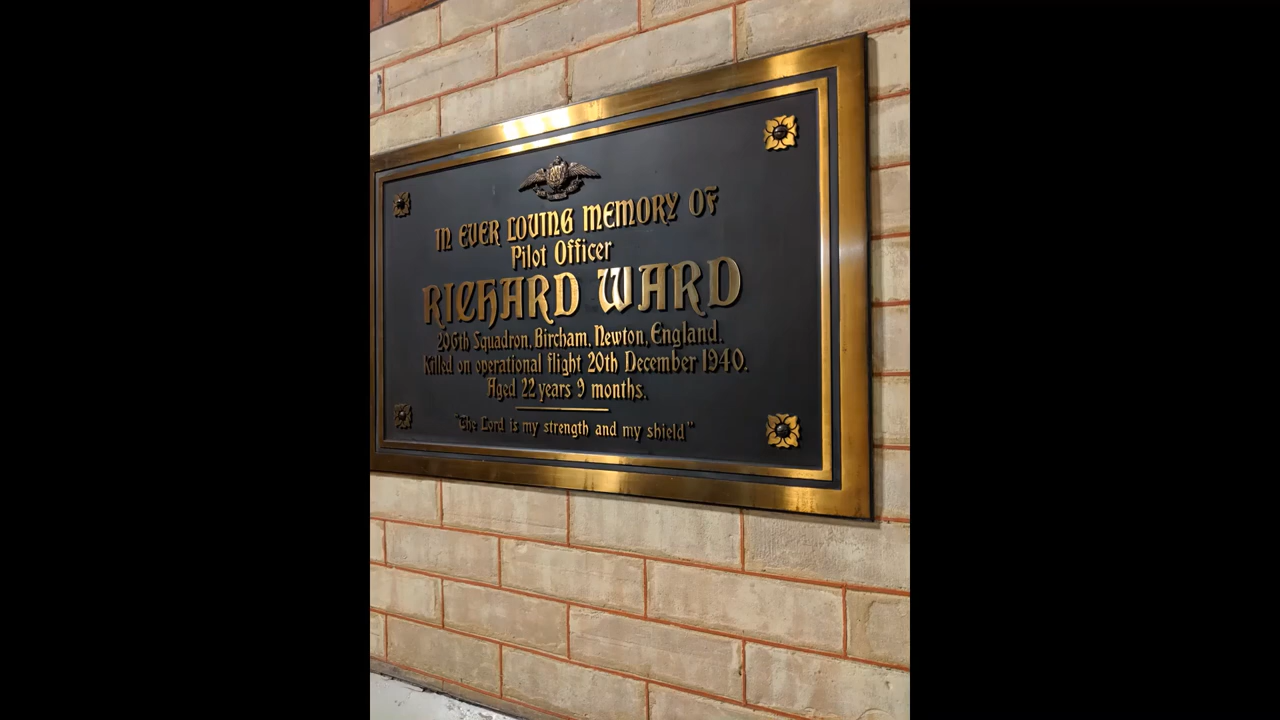 IN EVER LOVING MEMORY OF
Pilot Officer
RICHARD WARD
206th Squadron, Bircham, Newton, England.
Killed on operational flight 20th December 1940.
Aged 22 years 9 months.
"The Lord is my strength and my shield"